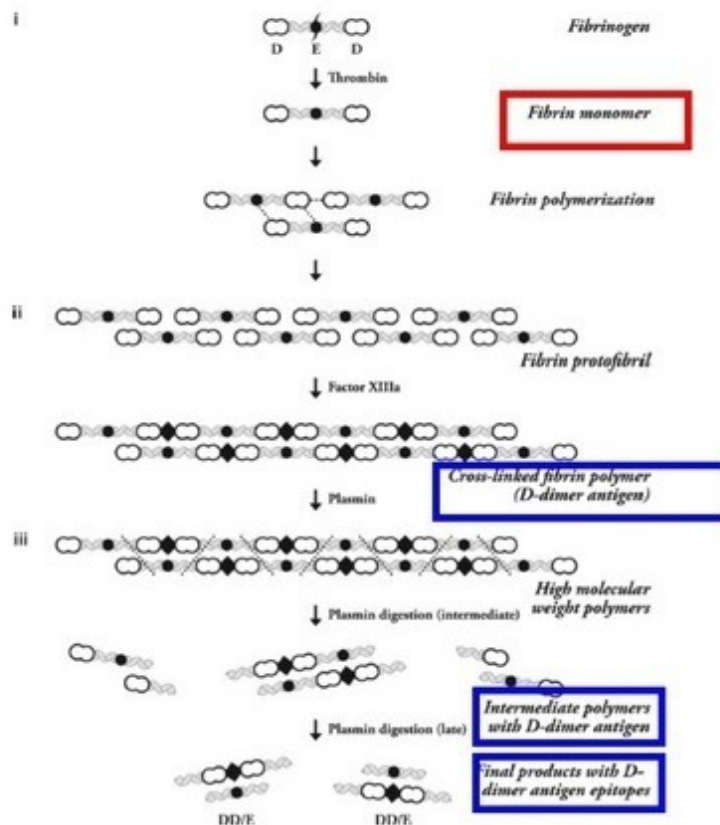 i
Fibrinogen
D E D
Thrombin
Fibrin monomer
Fibrin polymerization
ii
Fibrin protofibril
Factor XIIIa
Cross-linked fibrin polymer
(D-dimer antigen)
Plasmin
iii
High molecular
weight polymers
Plasmin digestion (intermediate)
Intermediate polymers
with D-dimer antigen
Plasmin digestion (late)
Final products with D-
dimer antigen epitopes
DD/E DD/E